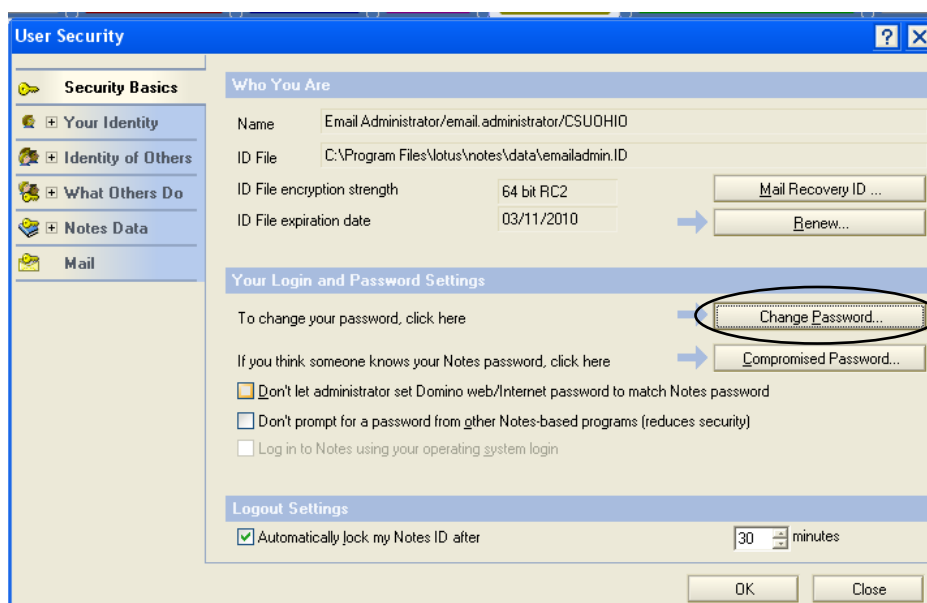 User Security
Security Basics
Your Identity
Identity of Others
What Others Do
Notes Data
Mail
Who You Are
Name Email Administrator/email.administrator/CSUOHIO
ID File C:\Program Files\lotus\notes\data\emailadmin.ID
ID File encryption strength 64 bit RC2 Mail Recovery ID ...
ID File expiration date 03/11/2010 Renew...
Your Login and Password Settings
To change your password, click here Change Password...
If you think someone knows your Notes password, click here Compromised Password...
Don't let administrator set Domino web/Internet password to match Notes password
Don't prompt for a password from other Notes-based programs (reduces security)
Log in to Notes using your operating system login
Logout Settings
Automatically lock my Notes ID after 30 minutes
OK Close